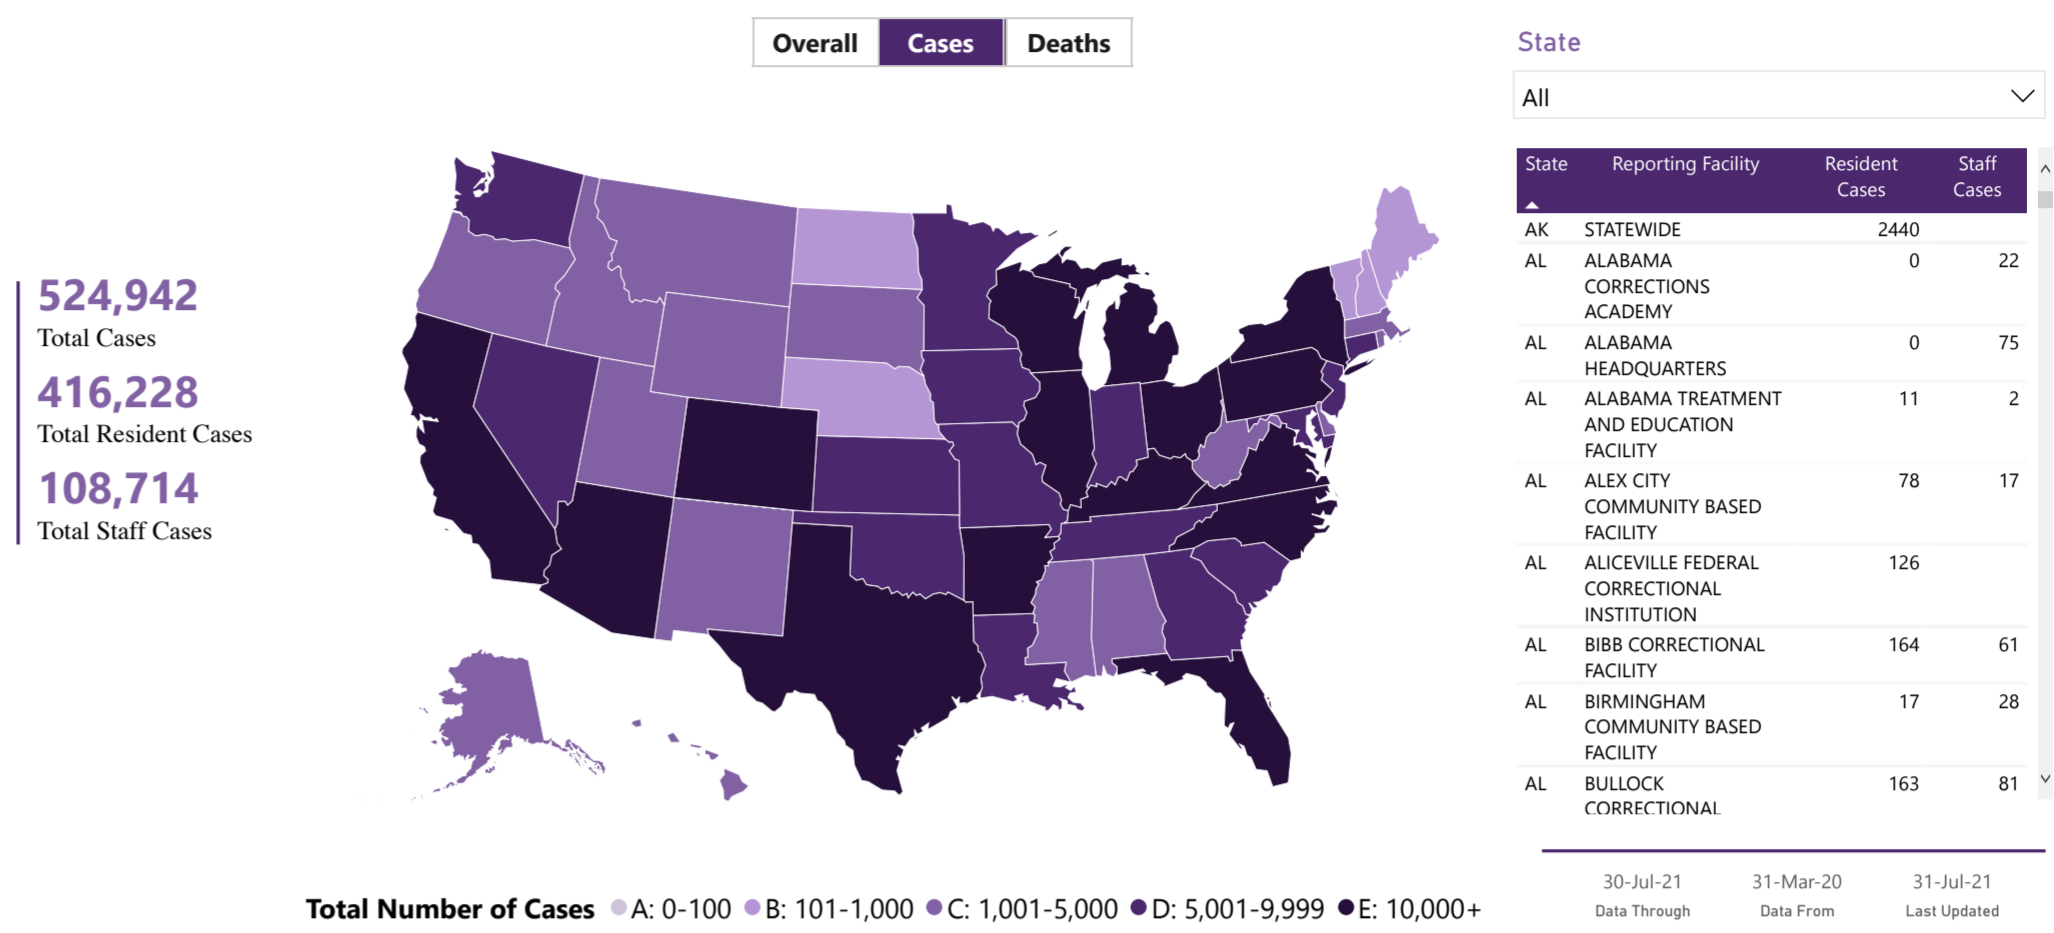 Overall Cases Deaths
State
All
524,942
Total Cases
416,228
Total Resident Cases
108,714
Total Staff Cases
State Reporting Facility Resident Cases Staff Cases
AK STATEWIDE 2440
AL ALABAMA 0 22
CORRECTIONS
ACADEMY
AL ALABAMA 0 75
HEADQUARTERS
AL ALABAMA TREATMENT 11 2
AND EDUCATION
FACILITY
AL ALEX CITY 78 17
COMMUNITY BASED
FACILITY
AL ALICEVILLE FEDERAL 126
CORRECTIONAL
INSTITUTION
AL BIBB CORRECTIONAL 164 61
FACILITY
AL BIRMINGHAM 17 28
COMMUNITY BASED
FACILITY
AL BULLOCK 163 81
CORRECTIONAL
Total Number of Cases A: 0-100 B: 101-1,000 C: 1,001-5,000 D: 5,001-9,999 E: 10,000+
30-Jul-21 31-Mar-20 31-Jul-21
Data Through Data From Last Updated